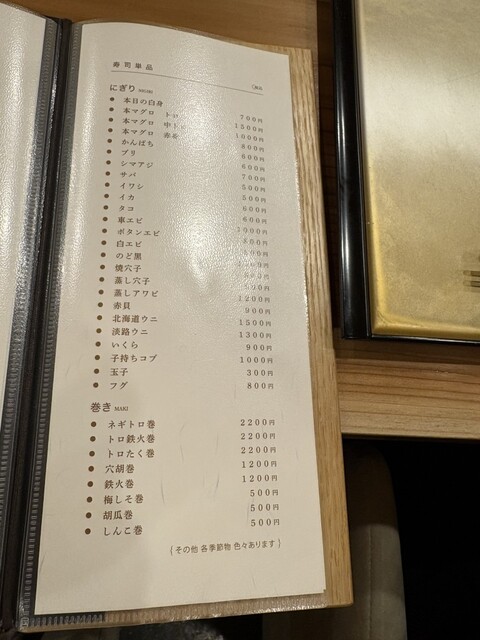 寿司単品
にぎり NIGIRI
● 本日の白身 700円
● 本マグロ トロ 1500円
● 本マグロ 中トロ 1000円
● 本マグロ 赤身 800円
● かんぱち
● ブリ 600円
● シマアジ 700円
● サバ 500円
● イワシ 500円
● イカ 600円
● タコ 600円
● 車エビ 1000円
● ボタンエビ
● 白エビ
● のど黒
● 焼穴子
● 蒸し穴子
● 蒸しアワビ 1200円
● 赤貝 900円
● 北海道ウニ 1500円
● 淡路ウニ 1300円
● いくら 900円
● 子持ちコブ 1000円
● 玉子 300円
● フグ 800円
巻き MAKI
● ネギトロ巻 2200円
● トロ鉄火巻 2200円
● トロたく巻 2200円
● 穴胡巻 1200円
● 鉄火巻 1200円
● 梅しそ巻 500円
● 胡瓜巻 500円
● しんこ巻 500円
{ その他 各季節物 色々あります }